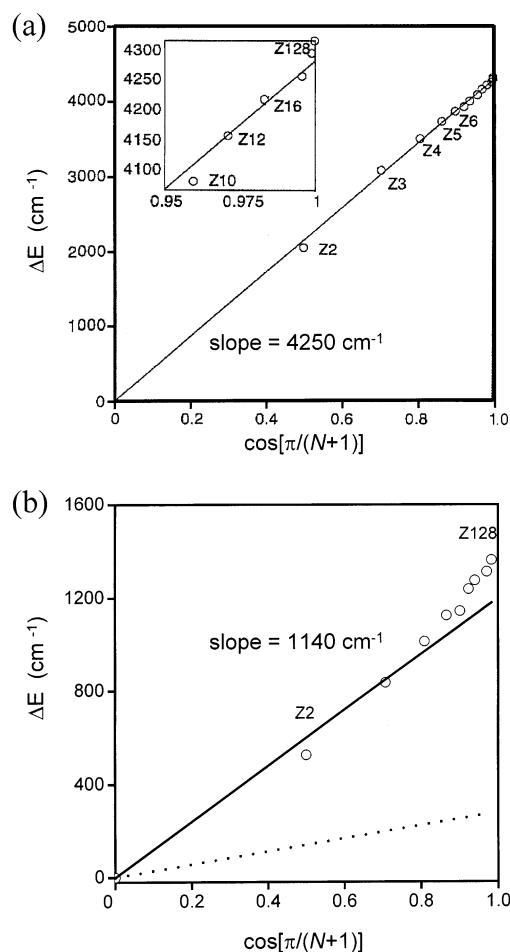 (a)
5000
4000
3000
2000
1000
0
ΔE (cm⁻¹)
4300
4250
4200
4150
4100
0.95
0.975
1
Z128
Z16
Z12
Z10
Z6
Z5
Z4
Z3
Z2
slope = 4250 cm⁻¹
0
0.2
0.4
0.6
0.8
1.0
cos[π/(N+1)]
(b)
1600
1200
800
400
0
ΔE (cm⁻¹)
Z128
slope = 1140 cm⁻¹
Z2
0
0.2
0.4
0.6
0.8
1.0
cos[π/(N+1)]